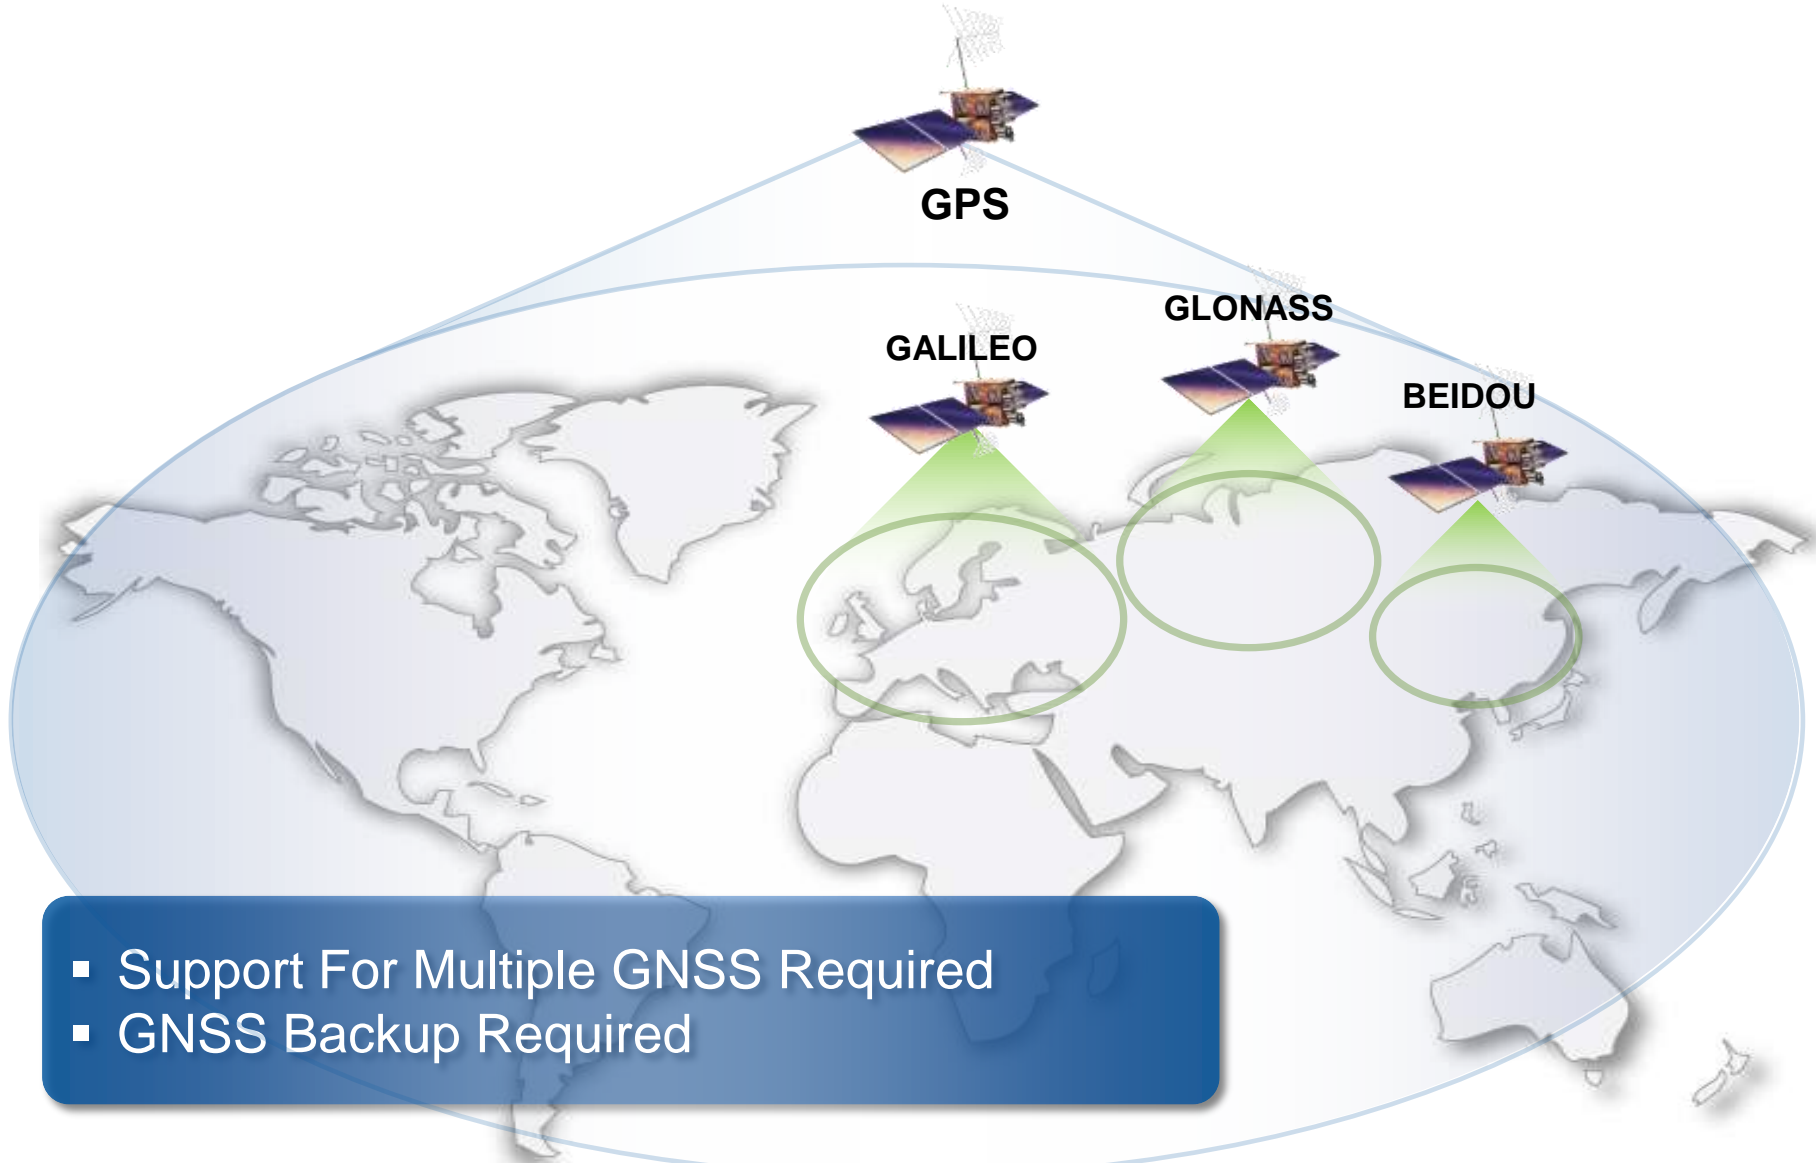 GPS
GLONASS
GALILEO
BEIDOU
▪ Support For Multiple GNSS Required
▪ GNSS Backup Required